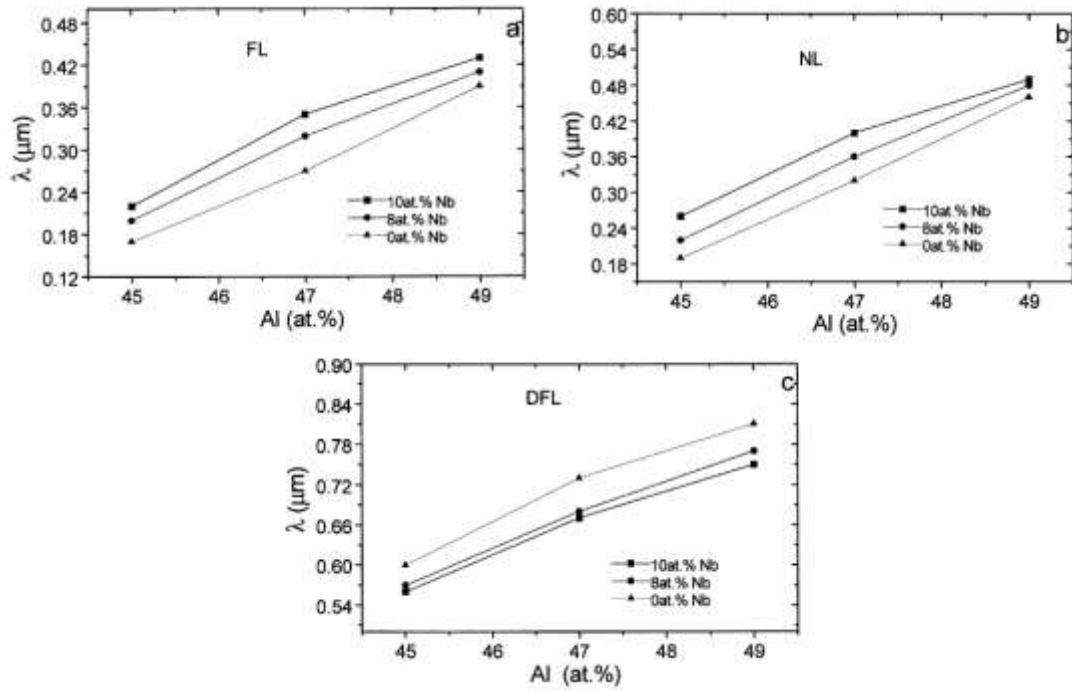 a
FL
λ (μm)
0.48
0.42
0.36
0.30
0.24
0.18
0.12
10at.% Nb
8at.% Nb
0at.% Nb
45 46 47 48 49
Al (at.%)
b
NL
λ (μm)
0.60
0.54
0.48
0.42
0.36
0.30
0.24
0.18
10at.% Nb
8at.% Nb
0at.% Nb
45 46 47 48 49
Al (at.%)
c
DFL
λ (μm)
0.90
0.84
0.78
0.72
0.66
0.60
0.54
10at.% Nb
8at.% Nb
0at.% Nb
45 46 47 48 49
Al (at.%)